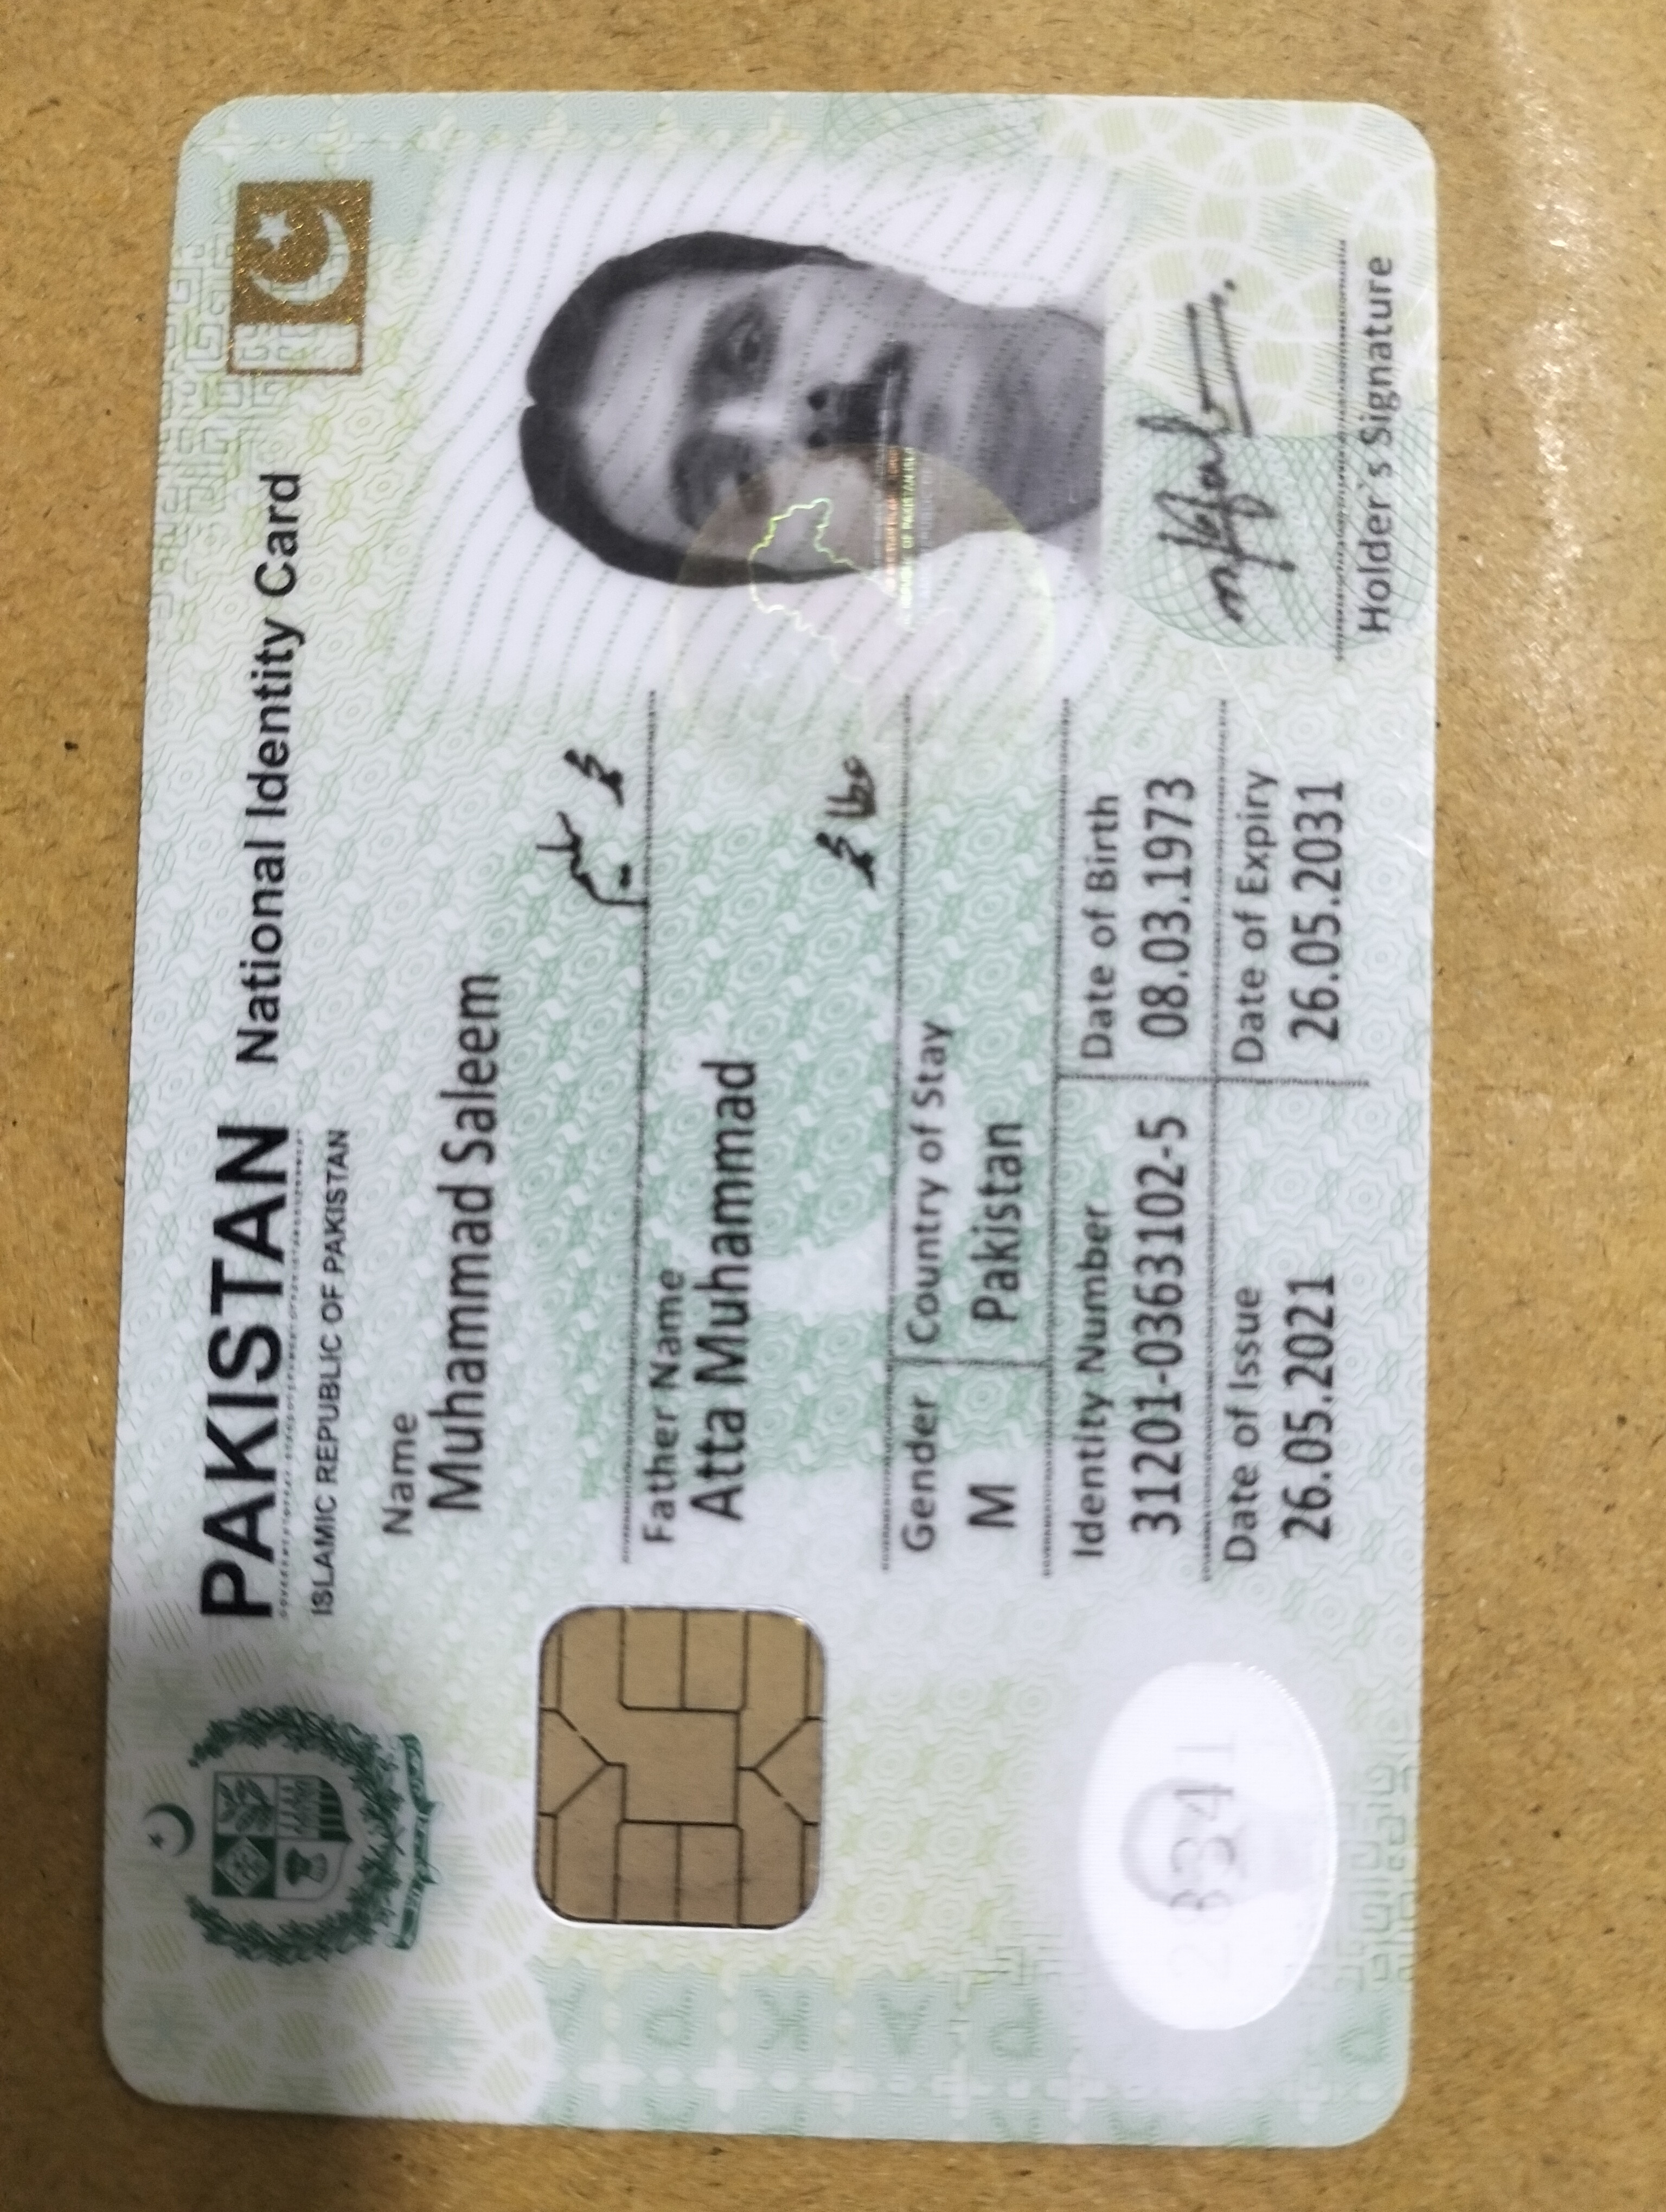 PAKISTAN National Identity Card
ISLAMIC REPUBLIC OF PAKISTAN
Name
Muhammad Saleem
محمد سلیم
Father Name
Atta Muhammad
عطا محمد
Gender Country of Stay
M Pakistan
Identity Number Date of Birth
31201-0363102-5 08.03.1973
Date of Issue Date of Expiry
26.05.2021 26.05.2031
Holder's Signature